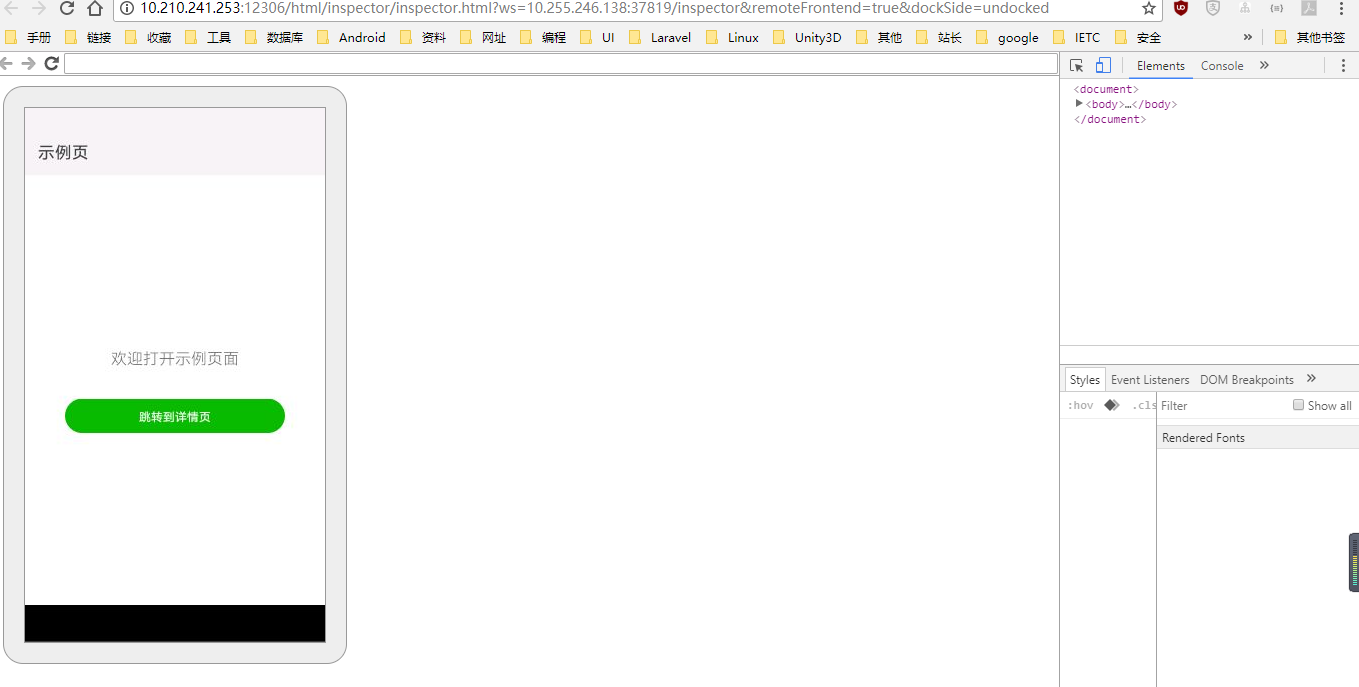 10.210.241.253:12306/html/inspector/inspector.html?ws=10.255.246.138:37819/inspector&remoteFrontend=true&dockSide=undocked
手册 链接 收藏 工具 数据库 Android 资料 网址 编程 UI Laravel Linux Unity3D 其他 站长 google IETC 安全 » 其他书签
Elements Console »
<document>
▶<body>…</body>
</document>
示例页
欢迎打开示例页面
跳转到详情页
Styles Event Listeners DOM Breakpoints »
:hov .cls Filter Show all
Rendered Fonts